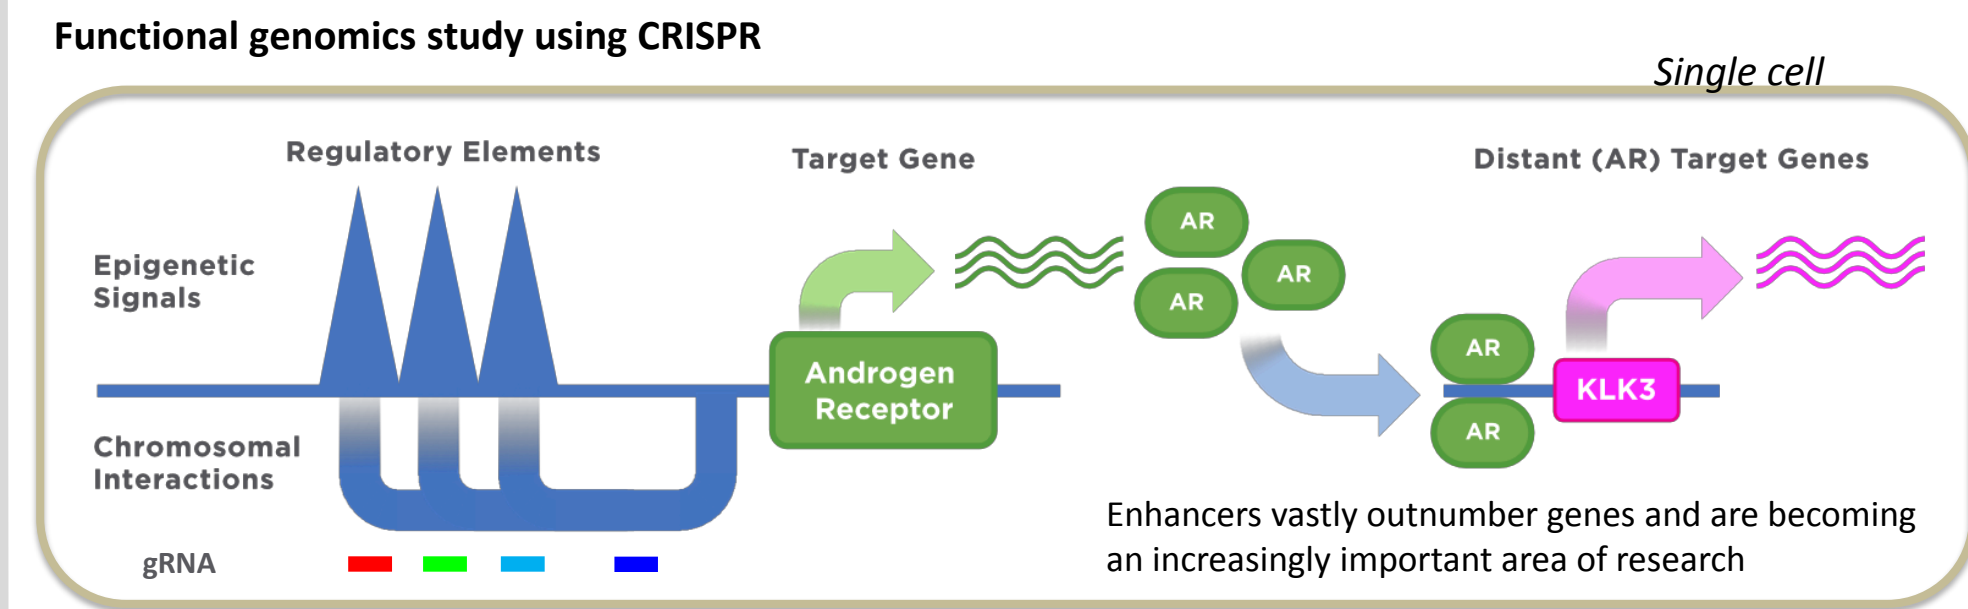 Functional genomics study using CRISPR
Single cell
Regulatory Elements
Target Gene
Distant (AR) Target Genes
Epigenetic
Signals
AR
AR
AR
Androgen
Receptor
AR
KLK3
AR
Chromosomal
Interactions
Enhancers vastly outnumber genes and are becoming
an increasingly important area of research
gRNA